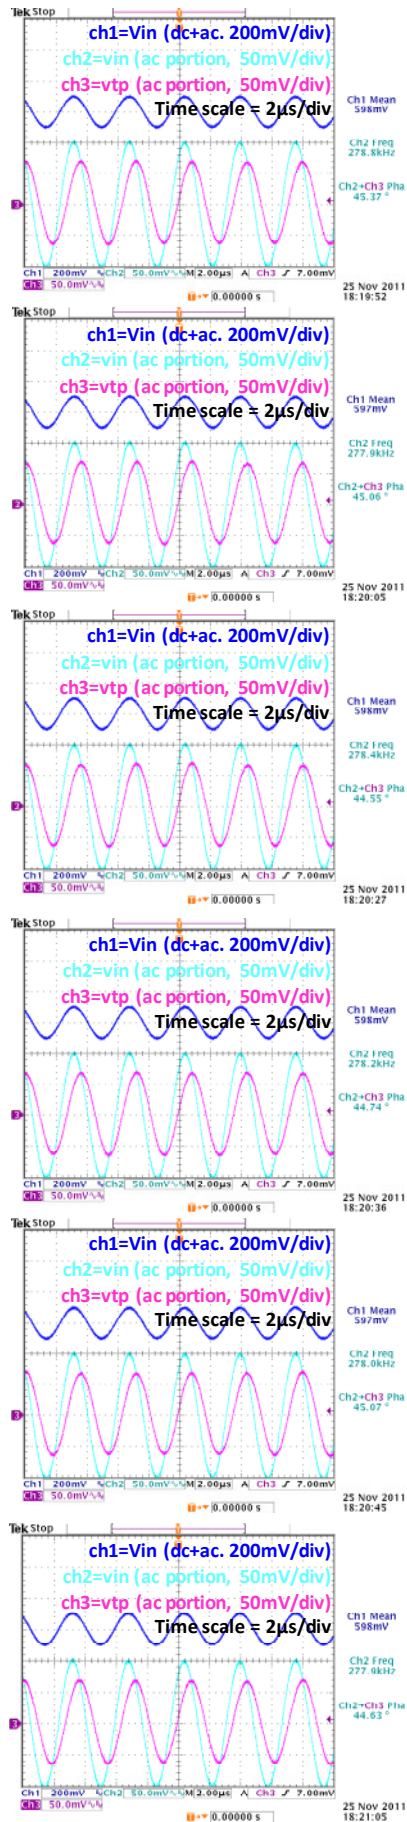 Tek Stop
ch1=Vin (dc+ac. 200mV/div)
ch2=vin (ac portion, 50mV/div)
ch3=vtp (ac portion, 50mV/div)
Time scale = 2µs/div
Ch1 Mean
598mV
Ch2 Freq
278.8kHz
Ch2→Ch3 Pha
45.37 °
3
Ch1 200mV Ch2 50.0mV M 2.00µs A Ch3 7.00mV
Ch3 50.0mV
0.00000 s
25 Nov 2011
18:19:52
Tek Stop
ch1=Vin (dc+ac. 200mV/div)
ch2=vin (ac portion, 50mV/div)
ch3=vtp (ac portion, 50mV/div)
Time scale = 2µs/div
Ch1 Mean
597mV
Ch2 Freq
277.9kHz
Ch2→Ch3 Pha
45.06 °
3
Ch1 200mV Ch2 50.0mV M 2.00µs A Ch3 7.00mV
Ch3 50.0mV
0.00000 s
25 Nov 2011
18:20:05
Tek Stop
ch1=Vin (dc+ac. 200mV/div)
ch2=vin (ac portion, 50mV/div)
ch3=vtp (ac portion, 50mV/div)
Time scale = 2µs/div
Ch1 Mean
598mV
Ch2 Freq
278.4kHz
Ch2→Ch3 Pha
44.55 °
3
Ch1 200mV Ch2 50.0mV M 2.00µs A Ch3 7.00mV
Ch3 50.0mV
0.00000 s
25 Nov 2011
18:20:27
Tek Stop
ch1=Vin (dc+ac. 200mV/div)
ch2=vin (ac portion, 50mV/div)
ch3=vtp (ac portion, 50mV/div)
Time scale = 2µs/div
Ch1 Mean
598mV
Ch2 Freq
278.2kHz
Ch2→Ch3 Pha
44.74 °
3
Ch1 200mV Ch2 50.0mV M 2.00µs A Ch3 7.00mV
Ch3 50.0mV
0.00000 s
25 Nov 2011
18:20:36
Tek Stop
ch1=Vin (dc+ac. 200mV/div)
ch2=vin (ac portion, 50mV/div)
ch3=vtp (ac portion, 50mV/div)
Time scale = 2µs/div
Ch1 Mean
597mV
Ch2 Freq
278.0kHz
Ch2→Ch3 Pha
45.07 °
3
Ch1 200mV Ch2 50.0mV M 2.00µs A Ch3 7.00mV
Ch3 50.0mV
0.00000 s
25 Nov 2011
18:20:45
Tek Stop
ch1=Vin (dc+ac. 200mV/div)
ch2=vin (ac portion, 50mV/div)
ch3=vtp (ac portion, 50mV/div)
Time scale = 2µs/div
Ch1 Mean
598mV
Ch2 Freq
277.9kHz
Ch2→Ch3 Pha
44.63 °
3
Ch1 200mV Ch2 50.0mV M 2.00µs A Ch3 7.00mV
Ch3 50.0mV
0.00000 s
25 Nov 2011
18:21:05